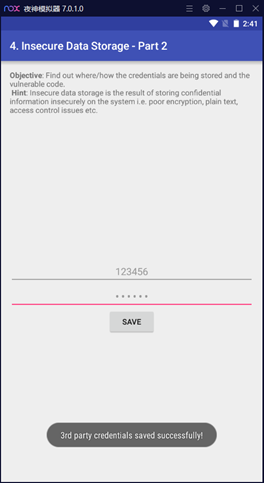 nox 夜神模拟器 7.0.1.0
2:41
4. Insecure Data Storage - Part 2
Objective: Find out where/how the credentials are being stored and the
vulnerable code.
Hint: Insecure data storage is the result of storing confidential
information insecurely on the system i.e. poor encryption, plain text,
access control issues etc.
123456
••••••
SAVE
3rd party credentials saved successfully!